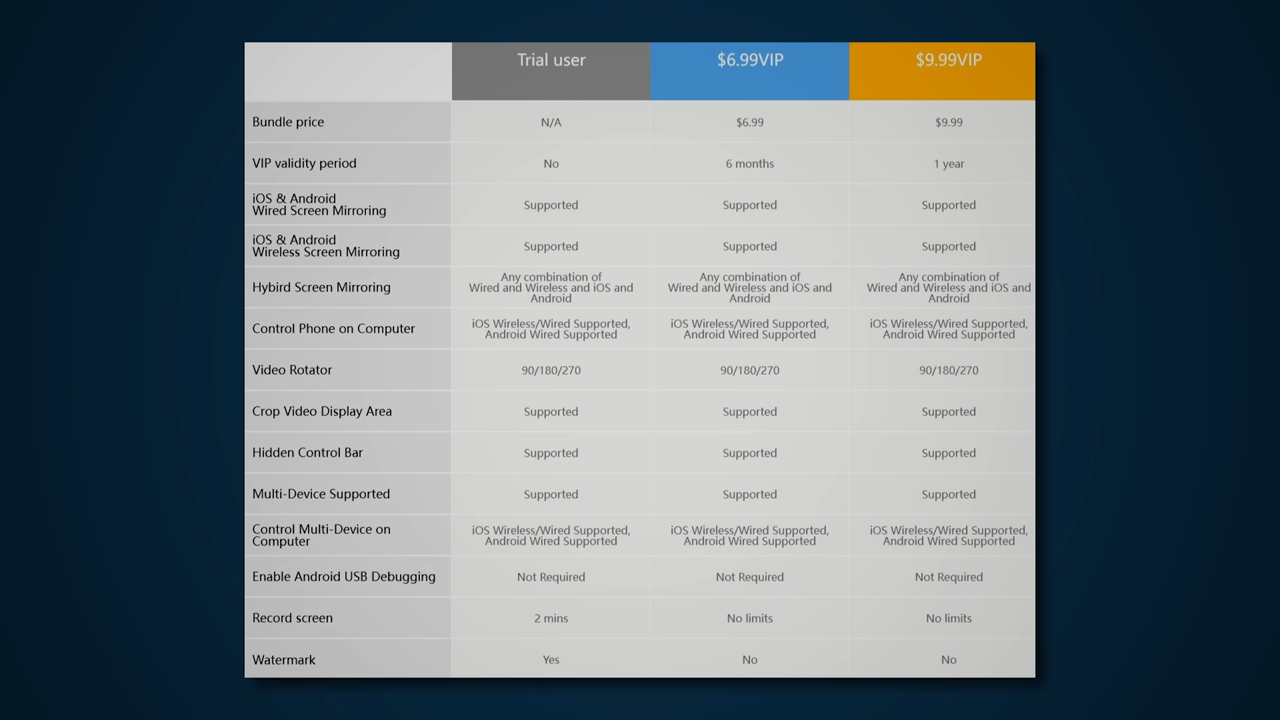 Trial user $6.99VIP $9.99VIP
Bundle price N/A $6.99 $9.99
VIP validity period No 6 months 1 year
iOS & Android
Wired Screen Mirroring Supported Supported Supported
iOS & Android
Wireless Screen Mirroring Supported Supported Supported
Hybird Screen Mirroring
Any combination of
Wired and Wireless and iOS and
Android
Any combination of
Wired and Wireless and iOS and
Android
Any combination of
Wired and Wireless and iOS and
Android
Control Phone on Computer
iOS Wireless/Wired Supported,
Android Wired Supported
iOS Wireless/Wired Supported,
Android Wired Supported
iOS Wireless/Wired Supported,
Android Wired Supported
Video Rotator 90/180/270 90/180/270 90/180/270
Crop Video Display Area Supported Supported Supported
Hidden Control Bar Supported Supported Supported
Multi-Device Supported Supported Supported Supported
Control Multi-Device on
Computer
iOS Wireless/Wired Supported,
Android Wired Supported
iOS Wireless/Wired Supported,
Android Wired Supported
iOS Wireless/Wired Supported,
Android Wired Supported
Enable Android USB Debugging Not Required Not Required Not Required
Record screen 2 mins No limits No limits
Watermark Yes No No